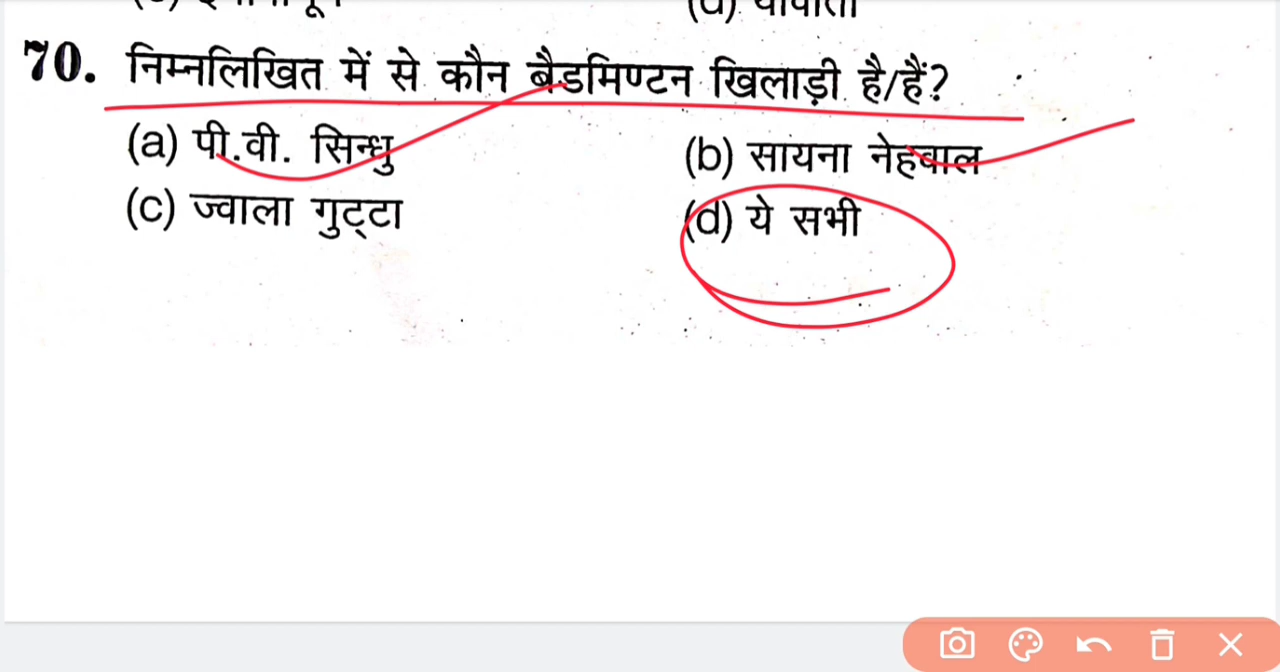 70. निम्नलिखित में से कौन बैडमिण्टन खिलाड़ी है/हैं?
(a) पी.वी. सिन्धु (b) सायना नेहवाल
(c) ज्वाला गुट्टा (d) ये सभी